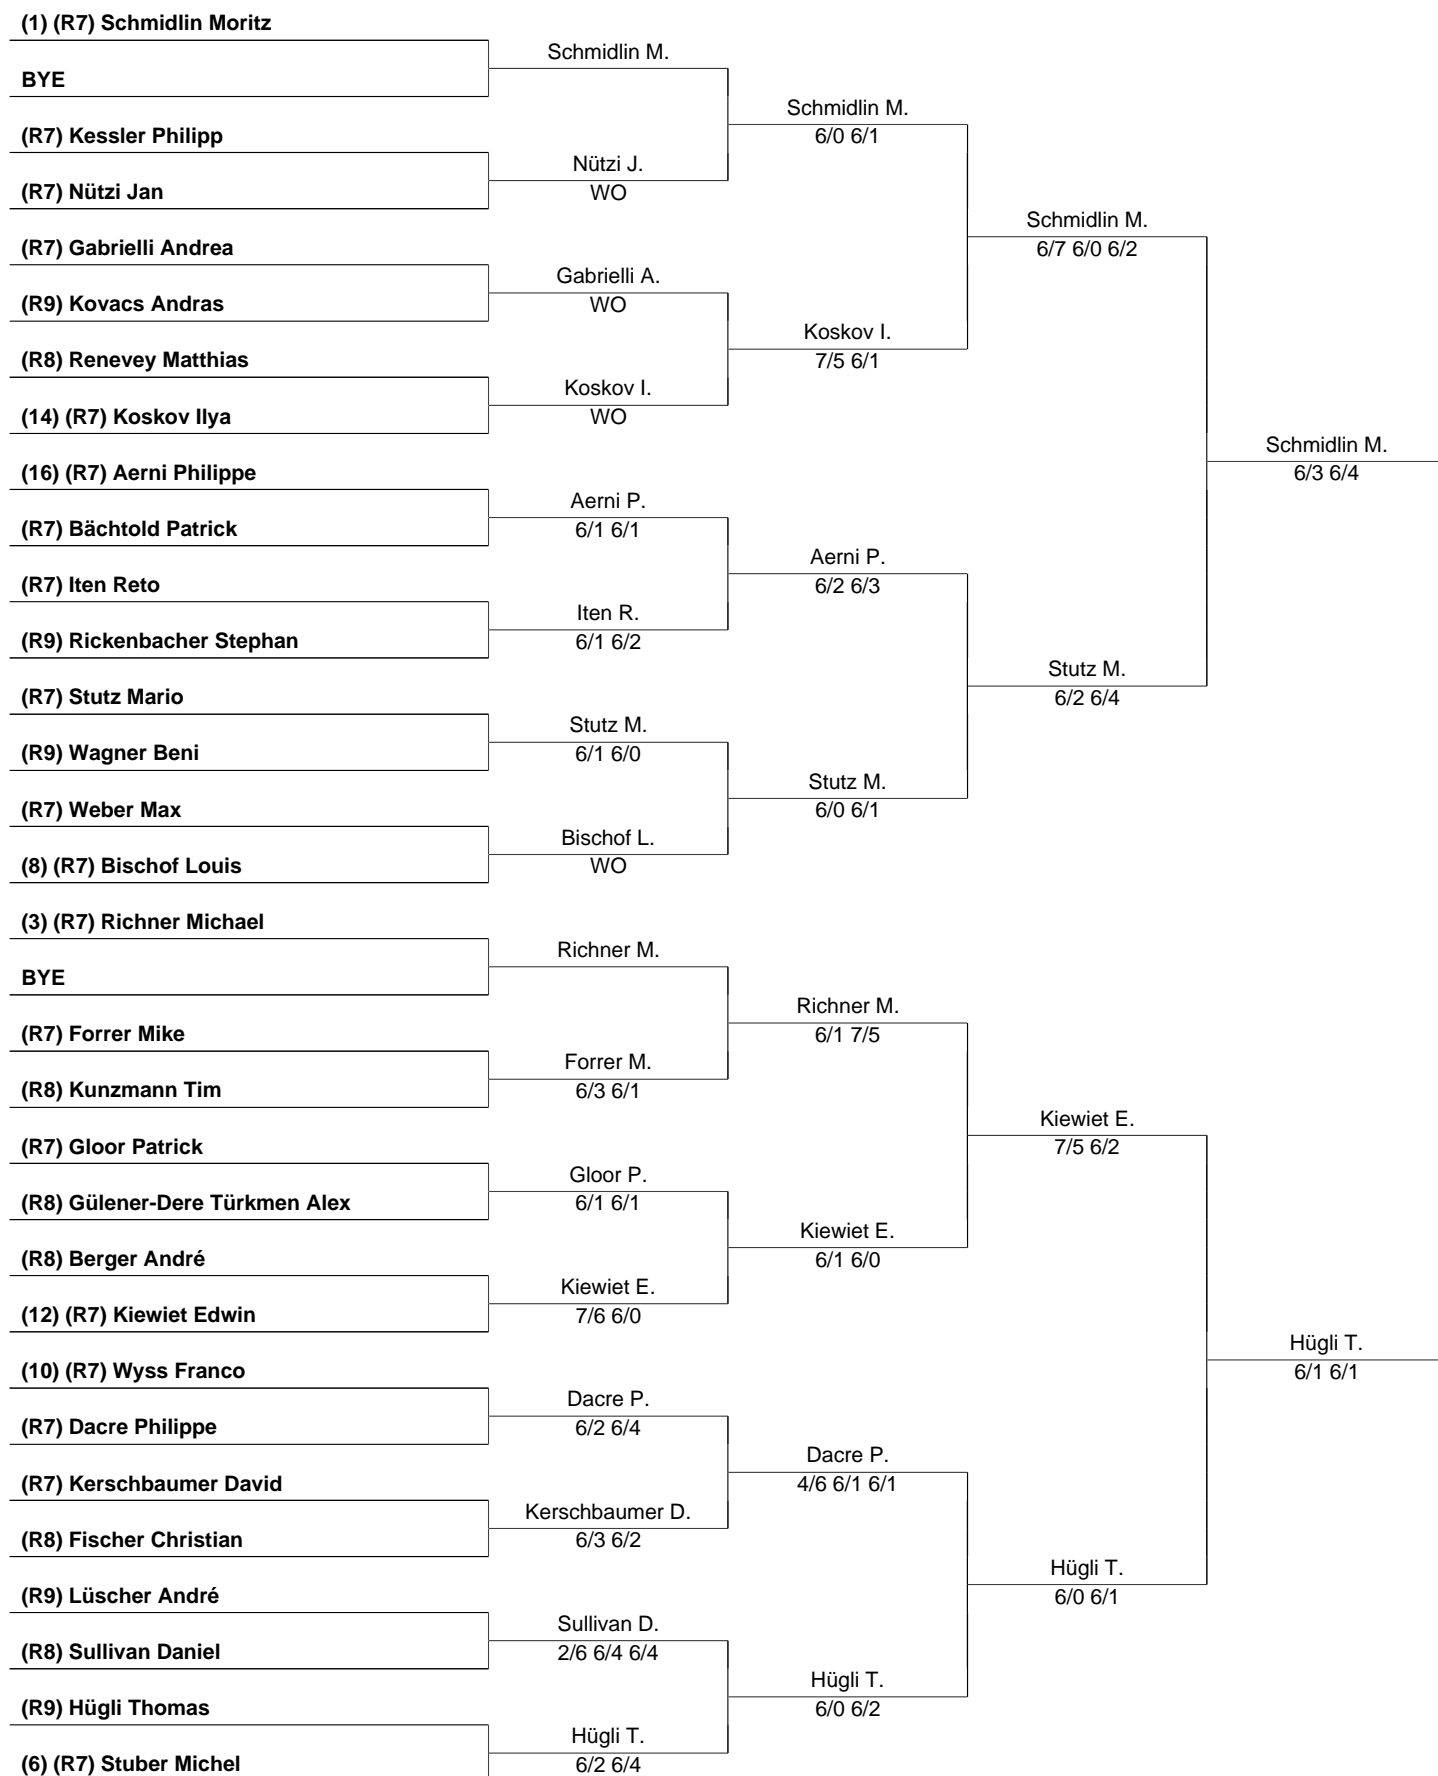 (1) (R7) Schmidlin Moritz
BYE
(R7) Kessler Philipp
(R7) Nützi Jan
(R7) Gabrielli Andrea
(R9) Kovacs Andras
(R8) Renevey Matthias
(14) (R7) Koskov Ilya
(16) (R7) Aerni Philippe
(R7) Bächtold Patrick
(R7) Iten Reto
(R9) Rickenbacher Stephan
(R7) Stutz Mario
(R9) Wagner Beni
(R7) Weber Max
(8) (R7) Bischof Louis
(3) (R7) Richner Michael
BYE
(R7) Forrer Mike
(R8) Kunzmann Tim
(R7) Gloor Patrick
(R8) Gülener-Dere Türkmen Alex
(R8) Berger André
(12) (R7) Kiewiet Edwin
(10) (R7) Wyss Franco
(R7) Dacre Philippe
(R7) Kerschbaumer David
(R8) Fischer Christian
(R9) Lüscher André
(R8) Sullivan Daniel
(R9) Hügli Thomas
(6) (R7) Stuber Michel
Schmidlin M.
Nützi J.
WO
Gabrielli A.
WO
Koskov I.
WO
Aerni P.
6/1 6/1
Iten R.
6/1 6/2
Stutz M.
6/1 6/0
Bischof L.
WO
Richner M.
Forrer M.
6/3 6/1
Gloor P.
6/1 6/1
Kiewiet E.
7/6 6/0
Dacre P.
6/2 6/4
Kerschbaumer D.
6/3 6/2
Sullivan D.
2/6 6/4 6/4
Hügli T.
6/2 6/4
Schmidlin M.
6/0 6/1
Koskov I.
7/5 6/1
Aerni P.
6/2 6/3
Stutz M.
6/0 6/1
Richner M.
6/1 7/5
Kiewiet E.
6/1 6/0
Dacre P.
4/6 6/1 6/1
Hügli T.
6/0 6/2
Schmidlin M.
6/7 6/0 6/2
Stutz M.
6/2 6/4
Kiewiet E.
7/5 6/2
Hügli T.
6/0 6/1
Schmidlin M.
6/3 6/4
Hügli T.
6/1 6/1